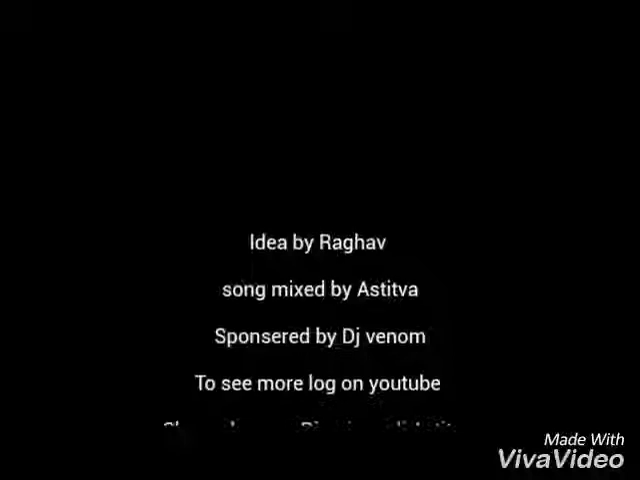 Idea by Raghav
song mixed by Astitva
Sponsered by Dj venom
To see more log on youtube
Made With
VivaVideo